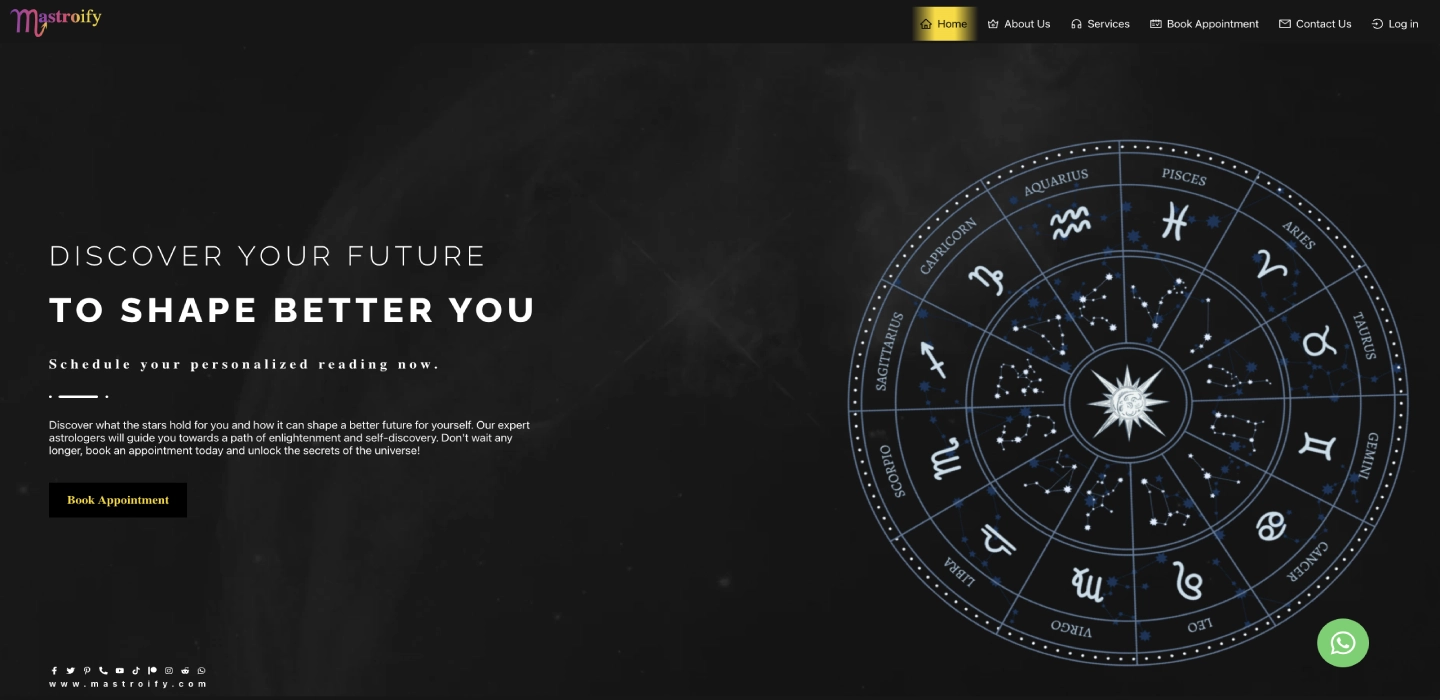 Mastroify
Home
About Us
Services
Book Appointment
Contact Us
Log in
DISCOVER YOUR FUTURE
TO SHAPE BETTER YOU
Schedule your personalized reading now.
Discover what the stars hold for you and how it can shape a better future for yourself. Our expert
astrologers will guide you towards a path of enlightenment and self-discovery. Don't wait any
longer, book an appointment today and unlock the secrets of the universe!
Book Appointment
www.mastroify.com
AQUARIUS
PISCES
ARIES
TAURUS
GEMINI
CANCER
LEO
VIRGO
LIBRA
SCORPIO
SAGITTARIUS
CAPRICORN